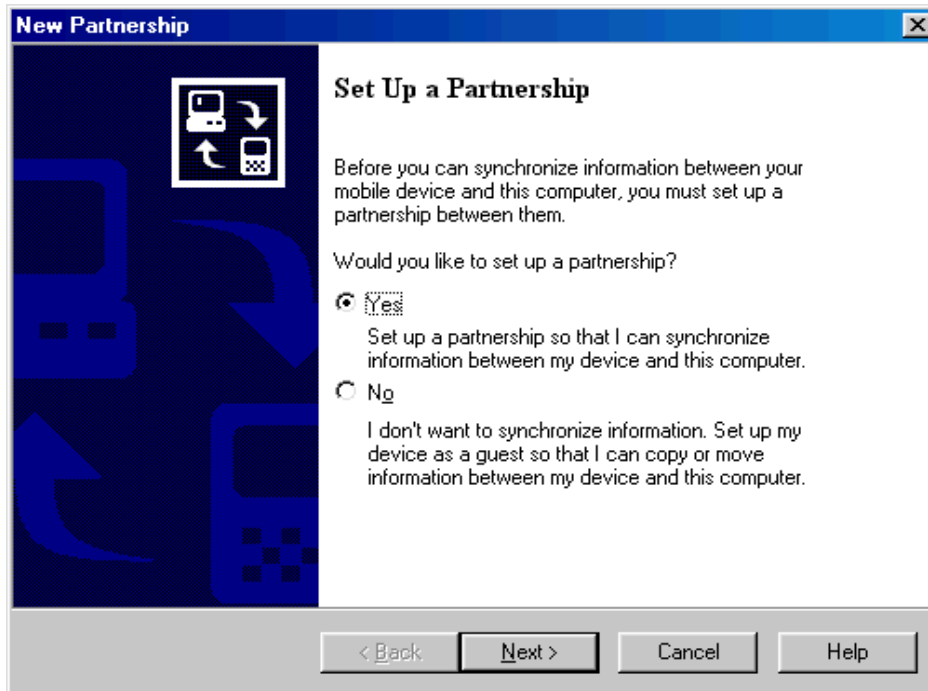 New Partnership
Set Up a Partnership
Before you can synchronize information between your
mobile device and this computer, you must set up a
partnership between them.
Would you like to set up a partnership?
Yes
Set up a partnership so that I can synchronize
information between my device and this computer.
No
I don't want to synchronize information. Set up my
device as a guest so that I can copy or move
information between my device and this computer.
< Back
Next >
Cancel
Help